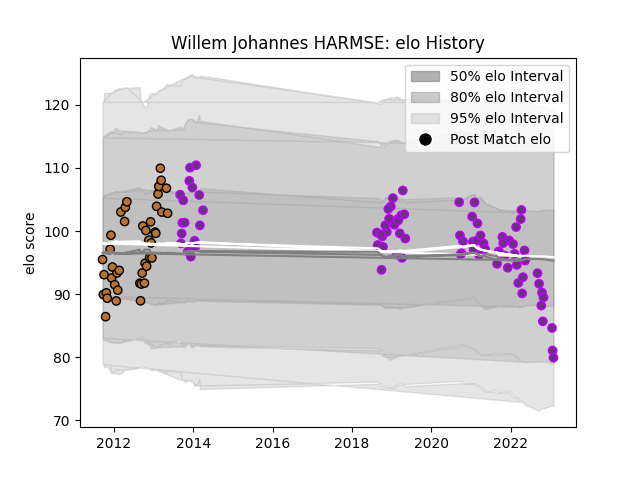 Willem Johannes HARMSE: elo History
50% elo Interval
80% elo Interval
95% elo Interval
Post Match elo
elo score
120
110
100
90
80
70
2012
2014
2016
2018
2020
2022